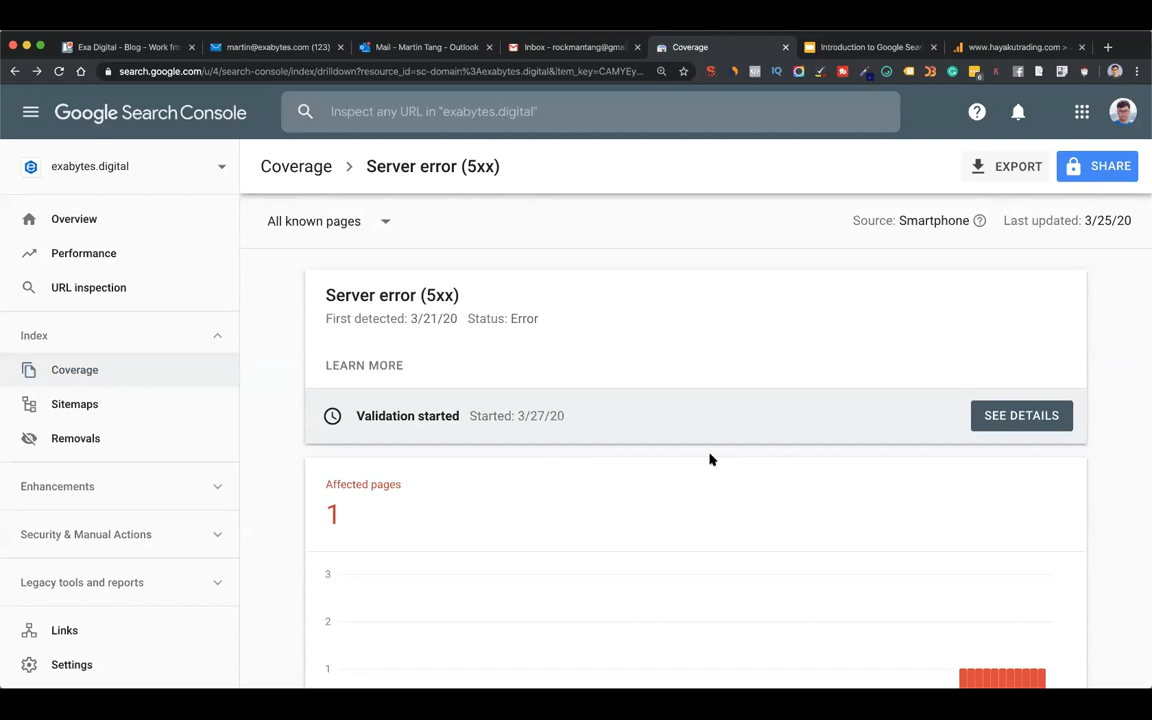 Exa Digital - Blog - Work fr
martin@exabytes.com (123)
Mail - Martin Tang - Outlook
Inbox - rockmantang@gma
Coverage
Introduction to Google Sear
www.hayakutrading.com >
search.google.com/u/4/search-console/index/drilldown?resource_id=sc-domain%3Aexabytes.digital&item_key=CAMYEy...
Google Search Console
Inspect any URL in "exabytes.digital"
exabytes.digital
Coverage > Server error (5xx)
EXPORT
SHARE
Overview
Performance
URL inspection
Index
Coverage
Sitemaps
Removals
Enhancements
Security & Manual Actions
Legacy tools and reports
Links
Settings
All known pages
Source: Smartphone
Last updated: 3/25/20
Server error (5xx)
First detected: 3/21/20 Status: Error
LEARN MORE
Validation started Started: 3/27/20
SEE DETAILS
Affected pages
1
3
2
1